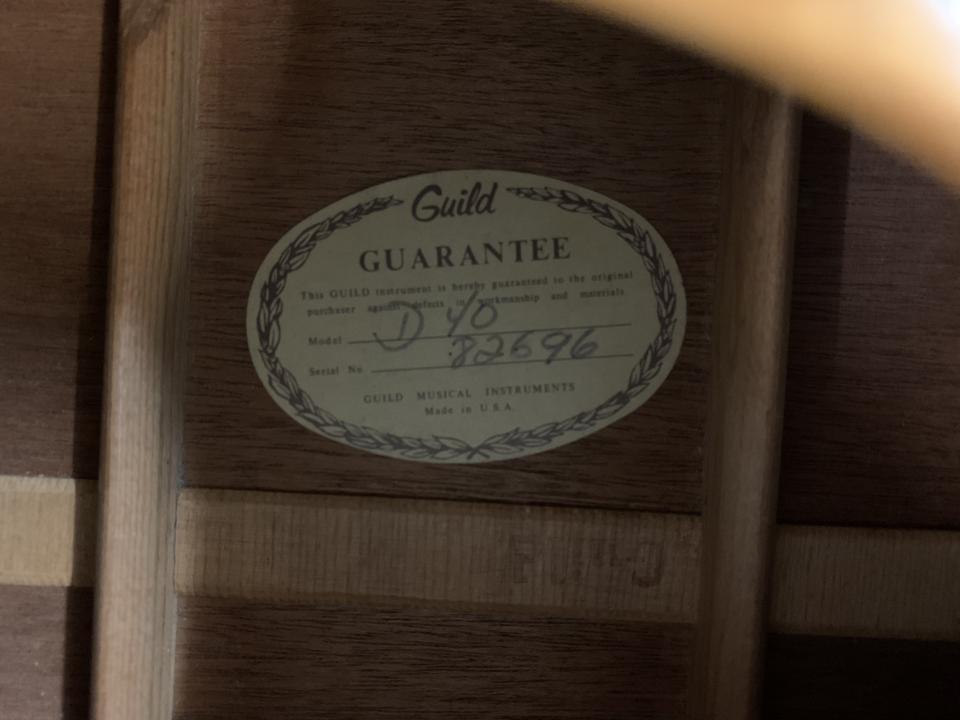 Guild
GUARANTEE
This GUILD instrument is hereby guaranteed to the original
purchaser against defects in workmanship and materials.
Model D 40
Serial No. 82696
GUILD MUSICAL INSTRUMENTS
Made in U.S.A.